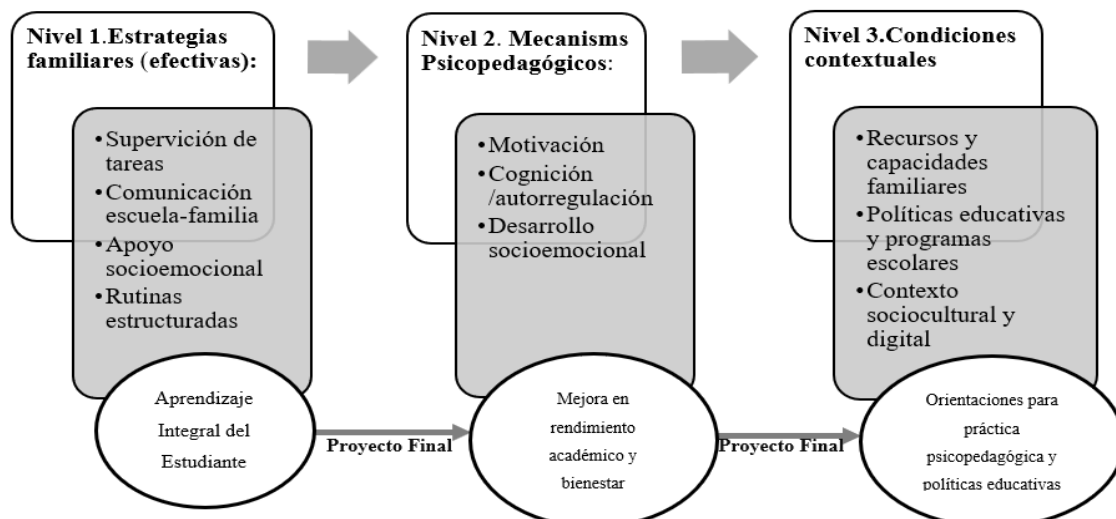 Nivel 1.Estrategias
familiares (efectivas):
• Supervición de
tareas
• Comunicación
escuela-familia
• Apoyo
socioemocional
• Rutinas
estructuradas
Aprendizaje
Integral del
Estudiante
Proyecto Final
Nivel 2. Mecanisms
Psicopedagógicos:
• Motivación
• Cognición
/autorregulación
• Desarrollo
socioemocional
Mejora en
rendimiento
académico y
bienestar
Proyecto Final
Nivel 3.Condiciones
contextuales
• Recursos y
capacidades
familiares
• Políticas educativas
y programas
escolares
• Contexto
sociocultural y
digital
Orientaciones para
práctica
psicopedagógica y
políticas educativas